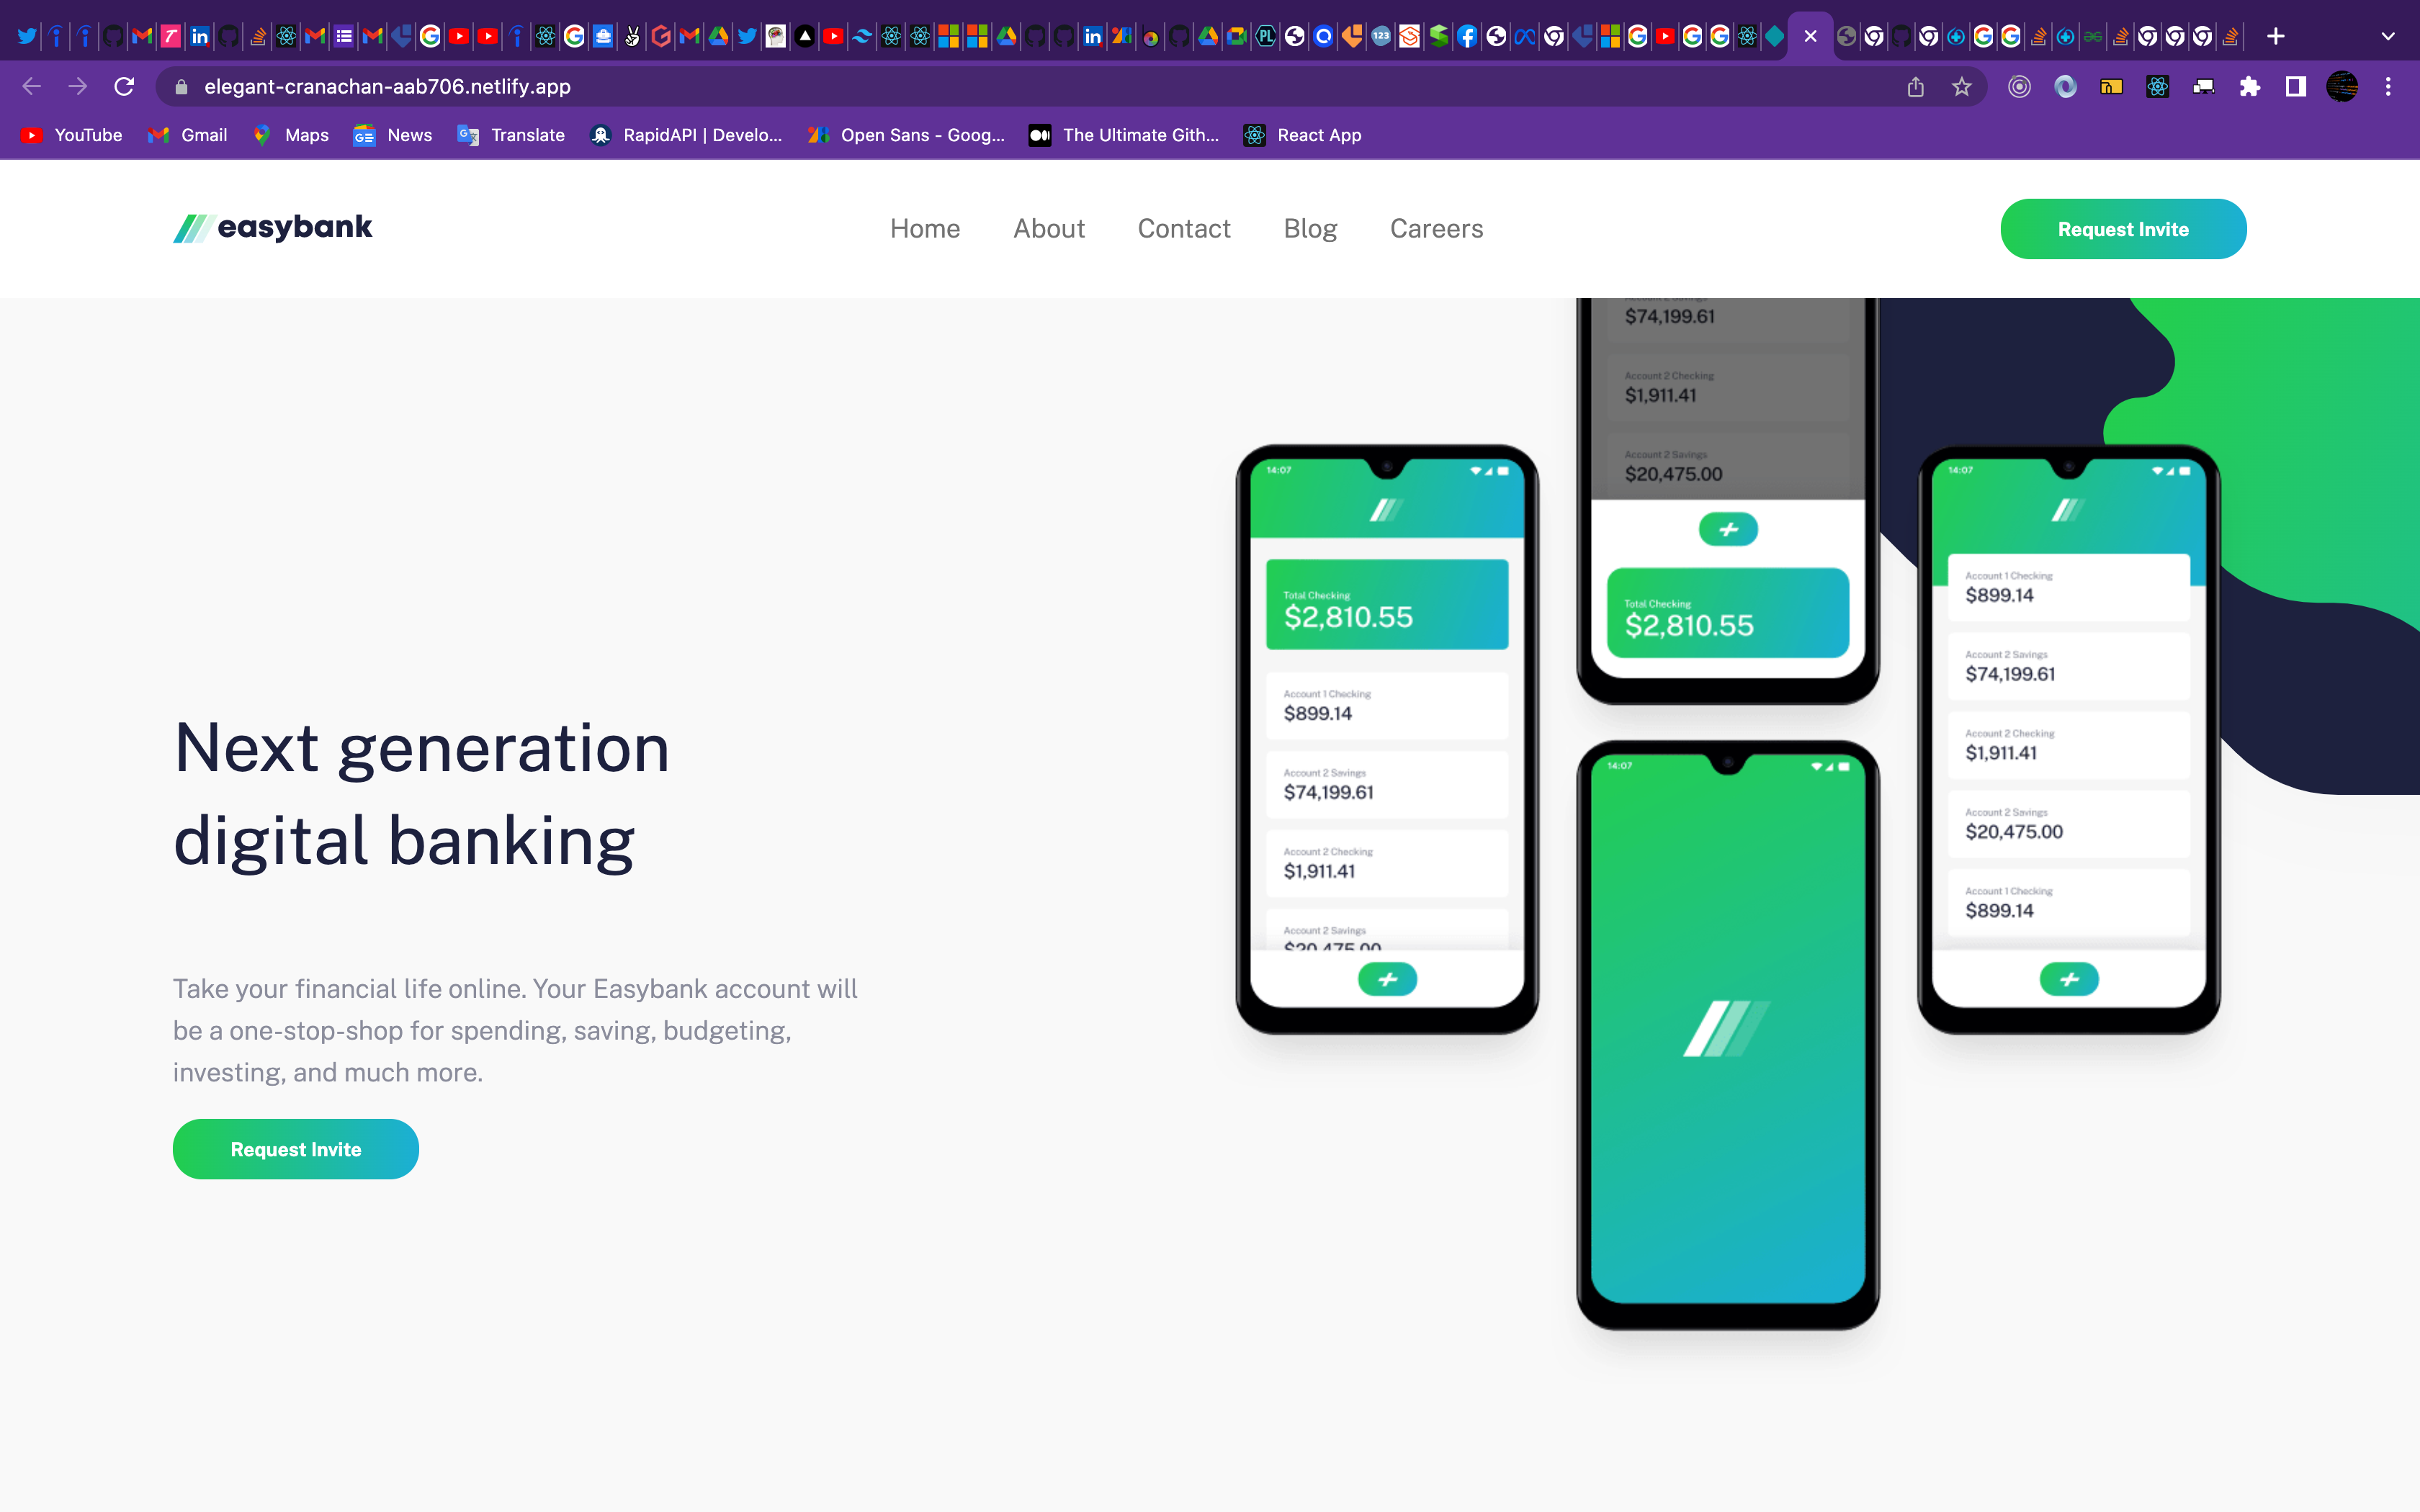 elegant-cranachan-aab706.netlify.app
YouTube
Gmail
Maps
News
Translate
RapidAPI | Develo...
Open Sans - Goog...
The Ultimate Gith...
React App
easybank
Home
About
Contact
Blog
Careers
Request Invite
Next generation
digital banking
Take your financial life online. Your Easybank account will
be a one-stop-shop for spending, saving, budgeting,
investing, and much more.
Request Invite
14:07
Total Checking
$2,810.55
Account 1 Checking
$899.14
Account 2 Savings
$74,199.61
Account 2 Checking
$1,911.41
Account 2 Savings
$20,475.00
$74,199.61
Account 2 Checking
$1,911.41
Account 2 Savings
$20,475.00
Total Checking
$2,810.55
14:07
14:07
Account 1 Checking
$899.14
Account 2 Savings
$74,199.61
Account 2 Checking
$1,911.41
Account 2 Savings
$20,475.00
Account 1 Checking
$899.14